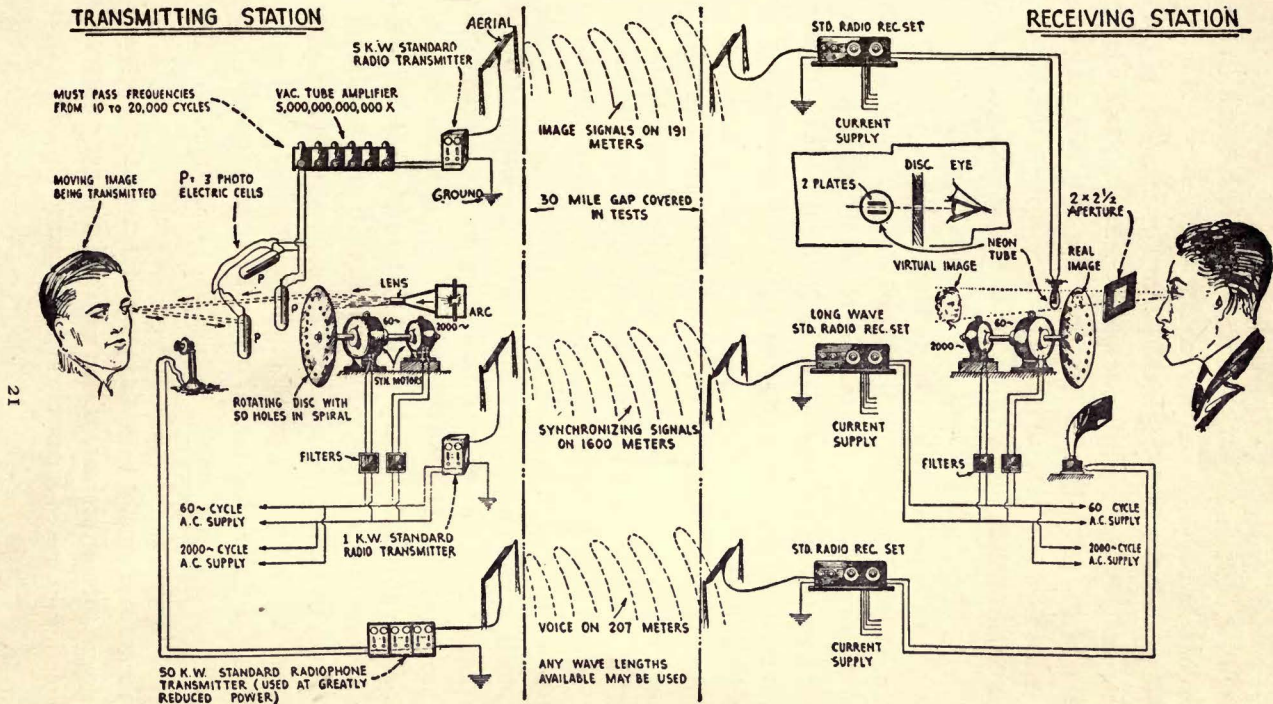 TRANSMITTING STATION
RECEIVING STATION
AERIAL
5 K.W STANDARD
RADIO TRANSMITTER
MUST PASS FREQUENCIES
FROM 10 TO 20,000 CYCLES
VAC. TUBE AMPLIFIER
5,000,000,000,000 X
MOVING IMAGE
BEING TRANSMITTED
P= 3 PHOTO
ELECTRIC CELLS
GROUND
P
P
P
LENS
ARC
60~
2000~
SYN. MOTORS
ROTATING DISC WITH
50 HOLES IN SPIRAL
FILTERS
60~ CYCLE
A.C. SUPPLY
2000~ CYCLE
A.C. SUPPLY
1 K.W. STANDARD
RADIO TRANSMITTER
50 K.W. STANDARD RADIOPHONE
TRANSMITTER (USED AT GREATLY
REDUCED POWER)
IMAGE SIGNALS ON 191
METERS
30 MILE GAP COVERED
IN TESTS
SYNCHRONIZING SIGNALS
ON 1600 METERS
VOICE ON 207 METERS
ANY WAVE LENGTHS
AVAILABLE MAY BE USED
STD. RADIO REC. SET
CURRENT
SUPPLY
2 PLATES
DISC.
EYE
2 × 2 1/2
APERTURE
NEON
TUBE
REAL
IMAGE
VIRTUAL IMAGE
LONG WAVE
STD. RADIO REC. SET
60~
2000~
CURRENT
SUPPLY
FILTERS
60 CYCLE
A.C. SUPPLY
2000~CYCLE
A.C. SUPPLY
STD. RADIO REC. SET
CURRENT
SUPPLY
21